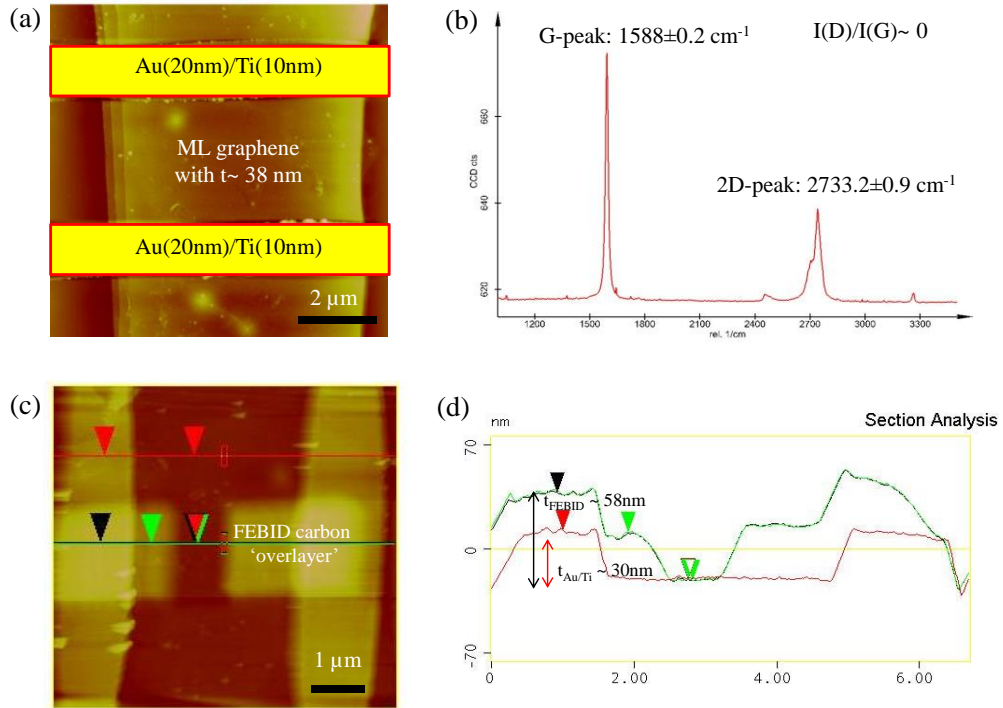 (a)
Au(20nm)/Ti(10nm)
ML graphene
with t~ 38 nm
Au(20nm)/Ti(10nm)
2 µm
(b)
G-peak: 1588±0.2 cm⁻¹
I(D)/I(G)~ 0
2D-peak: 2733.2±0.9 cm⁻¹
CCD cts
660
640
620
1200 1500 1800 2100 2400 2700 3000 3300
rel. 1/cm
(c)
FEBID carbon
‘overlayer’
1 µm
(d)
nm
Section Analysis
70
0
-70
tFEBID ~ 58nm
tAu/Ti ~ 30nm
0 2.00 4.00 6.00